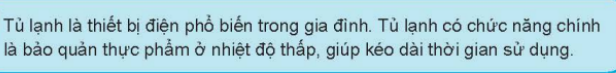 Tủ lạnh là thiết bị điện phổ biến trong gia đình. Tủ lạnh có chức năng chính
là bảo quản thực phẩm ở nhiệt độ thấp, giúp kéo dài thời gian sử dụng.